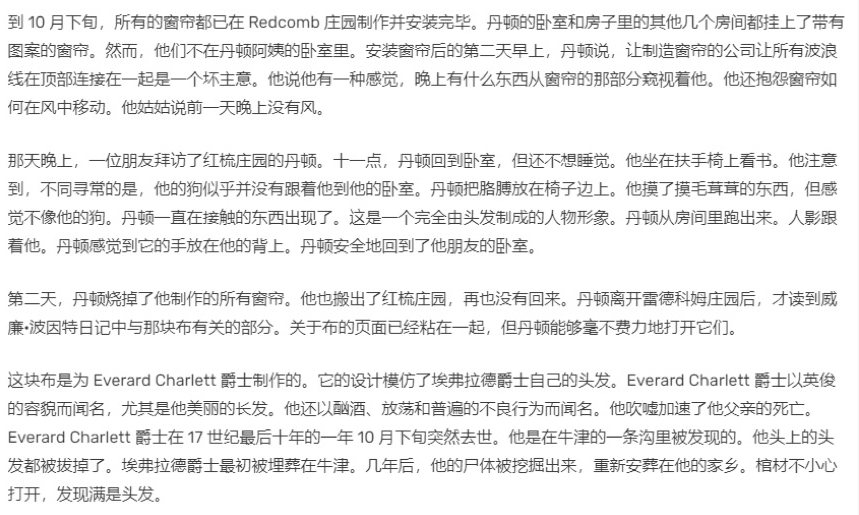 到 10 月下旬，所有的窗帘都已在 Redcomb 庄园制作并安装完毕。丹顿的卧室和房子里的其他几个房间都挂上了带有
图案的窗帘。然而，他们不在丹顿阿姨的卧室里。安装窗帘后的第二天早上，丹顿说，让制造窗帘的公司让所有波浪
线在顶部连接在一起是一个坏主意。他说他有一种感觉，晚上有什么东西从窗帘的那部分窥视着他。他还抱怨窗帘如
何在风中移动。他姑姑说前一天晚上没有风。
那天晚上，一位朋友拜访了红梳庄园的丹顿。十一点，丹顿回到卧室，但还不想睡觉。他坐在扶手椅上看书。他注意
到，不同寻常的是，他的狗似乎并没有跟着他到他的卧室。丹顿把胳膊放在椅子边上。他摸了摸毛茸茸的东西，但感
觉不像他的狗。丹顿一直在接触的东西出现了。这是一个完全由头发制成的人物形象。丹顿从房间里跑出来。人影跟
着他。丹顿感觉到它的手放在他的背上。丹顿安全地回到了他朋友的卧室。
第二天，丹顿烧掉了他制作的所有窗帘。他也搬出了红梳庄园，再也没有回来。丹顿离开雷德科姆庄园后，才读到威
廉·波因特日记中与那块布有关的部分。关于布的页面已经粘在一起，但丹顿能够毫不费力地打开它们。
这块布是为 Everard Charlett 爵士制作的。它的设计模仿了埃弗拉德爵士自己的头发。Everard Charlett 爵士以英俊
的容貌而闻名，尤其是他美丽的长发。他还以酗酒、放荡和普遍的不良行为而闻名。他吹嘘加速了他父亲的死亡。
Everard Charlett 爵士在 17 世纪最后十年的一年 10 月下旬突然去世。他是在牛津的一条沟里被发现的。他头上的头
发都被拔掉了。埃弗拉德爵士最初被埋葬在牛津。几年后，他的尸体被挖掘出来，重新安葬在他的家乡。棺材不小心
打开，发现满是头发。